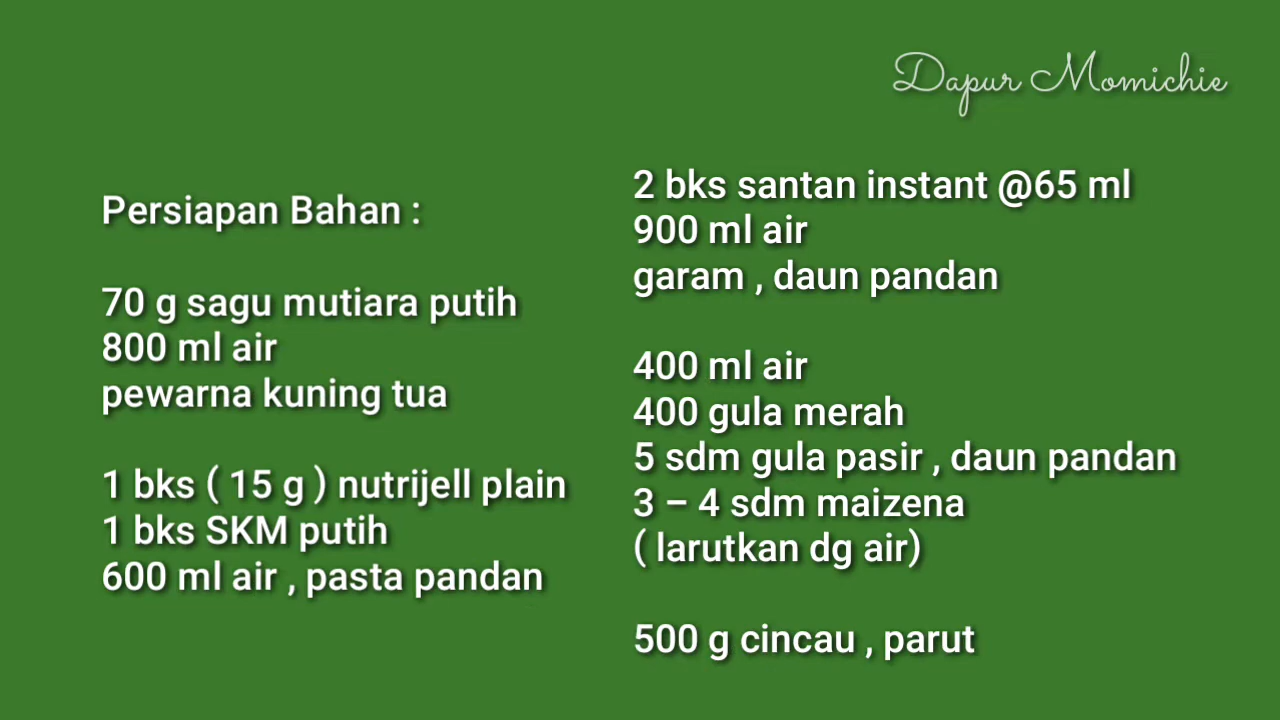 Dapur Momichie
Persiapan Bahan :
70 g sagu mutiara putih
800 ml air
pewarna kuning tua
1 bks ( 15 g ) nutrijell plain
1 bks SKM putih
600 ml air , pasta pandan
2 bks santan instant @65 ml
900 ml air
garam , daun pandan
400 ml air
400 gula merah
5 sdm gula pasir , daun pandan
3 – 4 sdm maizena
( larutkan dg air)
500 g cincau , parut